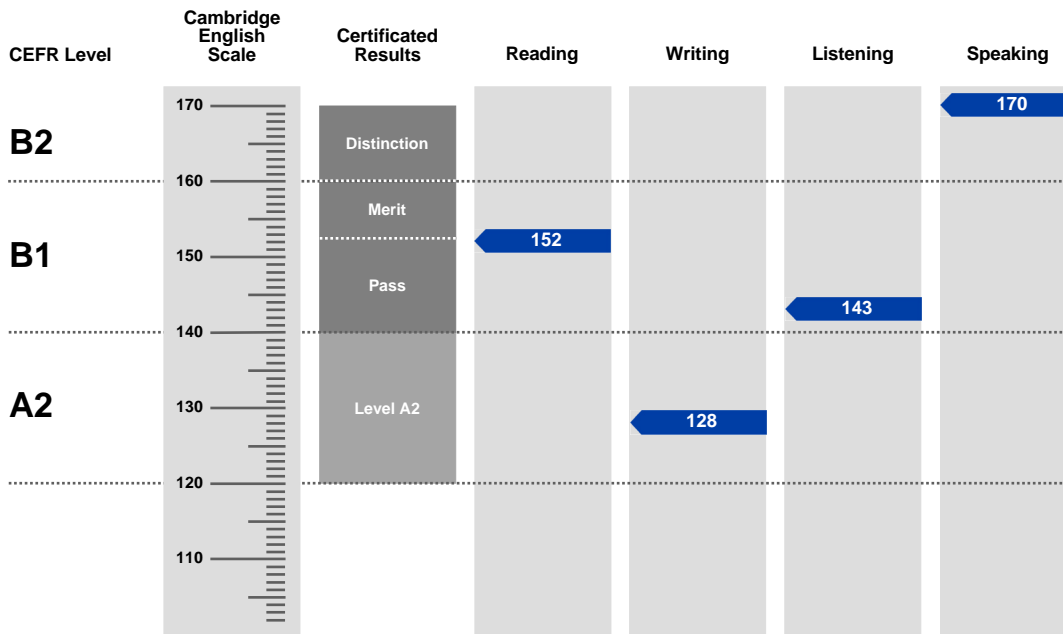 CEFR Level
Cambridge
English
Scale
Certificated
Results
Reading
Writing
Listening
Speaking
170
170
B2
Distinction
160
Merit
152
B1
150
Pass
143
140
A2
130
Level A2
128
120
110